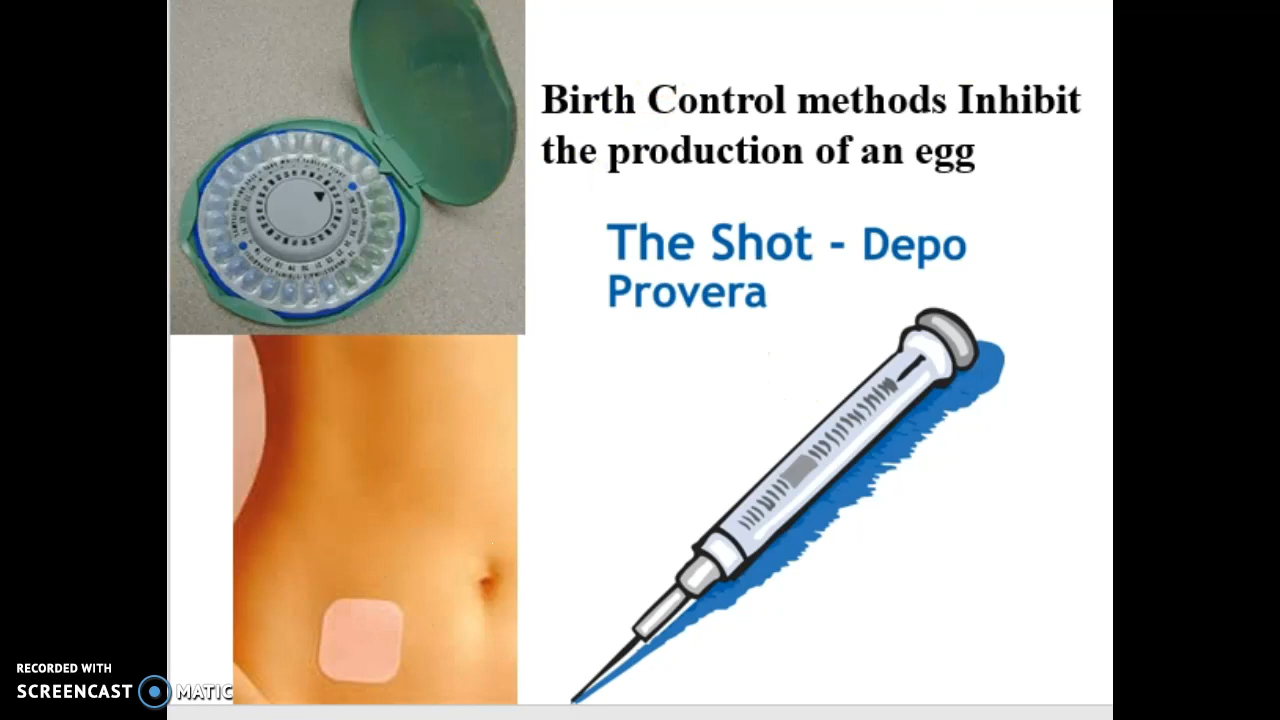 Birth Control methods Inhibit
the production of an egg
The Shot - Depo
Provera
RECORDED WITH
SCREENCAST MATIC